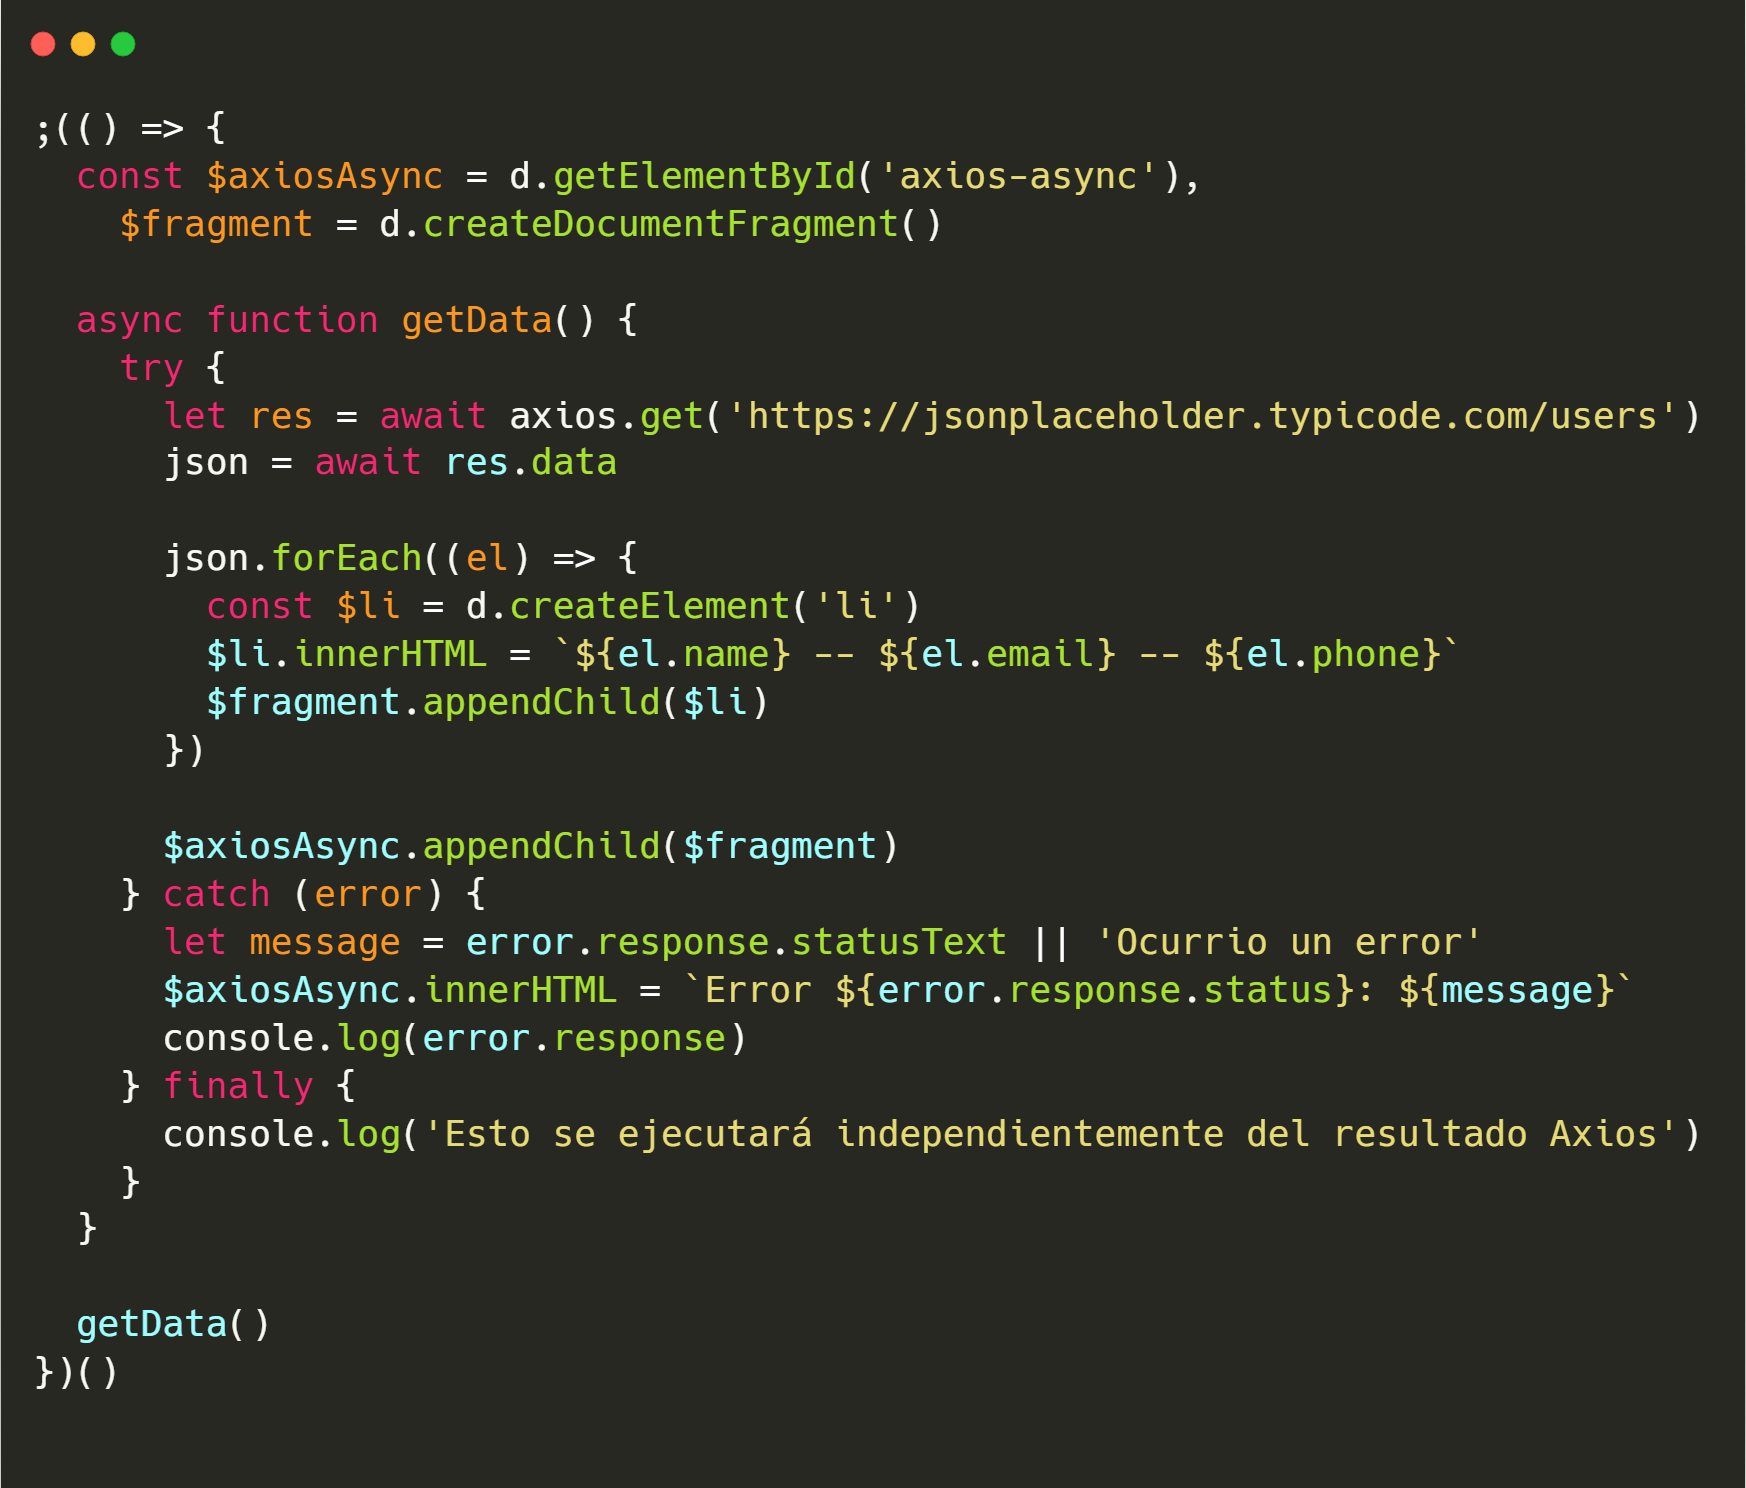 ;(() => {
  const $axiosAsync = d.getElementById('axios-async'),
    $fragment = d.createDocumentFragment()

  async function getData() {
    try {
      let res = await axios.get('https://jsonplaceholder.typicode.com/users')
      json = await res.data

      json.forEach((el) => {
        const $li = d.createElement('li')
        $li.innerHTML = `${el.name} -- ${el.email} -- ${el.phone}`
        $fragment.appendChild($li)
      })

      $axiosAsync.appendChild($fragment)
    } catch (error) {
      let message = error.response.statusText || 'Ocurrio un error'
      $axiosAsync.innerHTML = `Error ${error.response.status}: ${message}`
      console.log(error.response)
    } finally {
      console.log('Esto se ejecutará independientemente del resultado Axios')
    }
  }

  getData()
})()